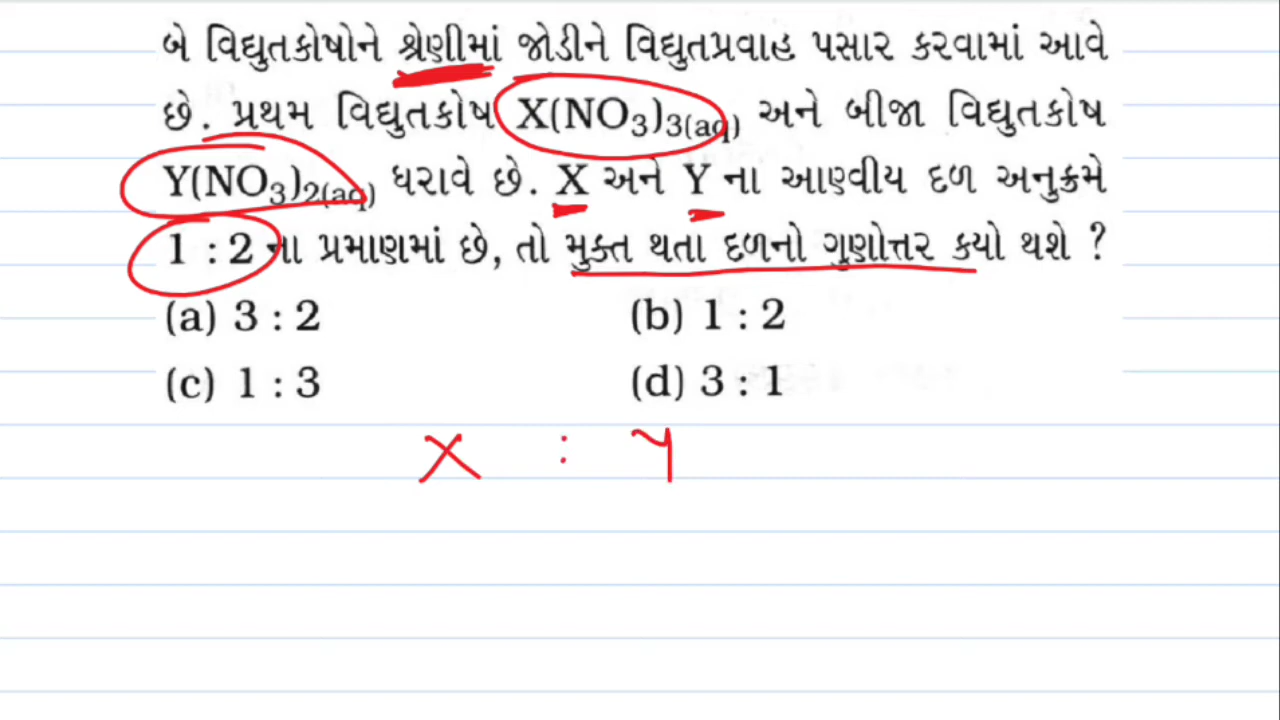 બે વિદ્યુતકોષોને શ્રેણીમાં જોડીને વિદ્યુતપ્રવાહ પસાર કરવામાં આવે
છે. પ્રથમ વિદ્યુતકોષ X(NO₃)₃(aq) અને બીજા વિદ્યુતકોષ
Y(NO₃)₂(aq) ધરાવે છે. X અને Y ના આણ્વીય દળ અનુક્રમે
1 : 2 ના પ્રમાણમાં છે, તો મુક્ત થતા દળનો ગુણોત્તર કયો થશે ?
(a) 3 : 2 (b) 1 : 2
(c) 1 : 3 (d) 3 : 1
X : Y